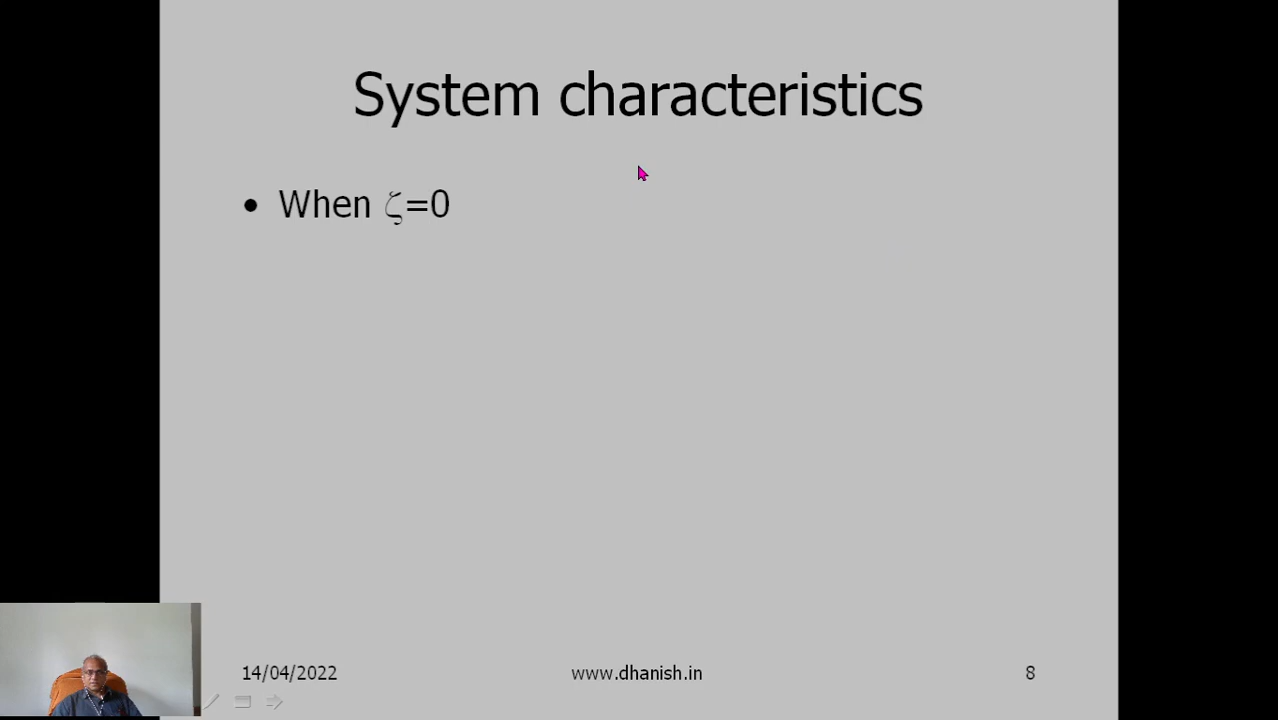 System characteristics
• When ζ=0
14/04/2022 www.dhanish.in 8